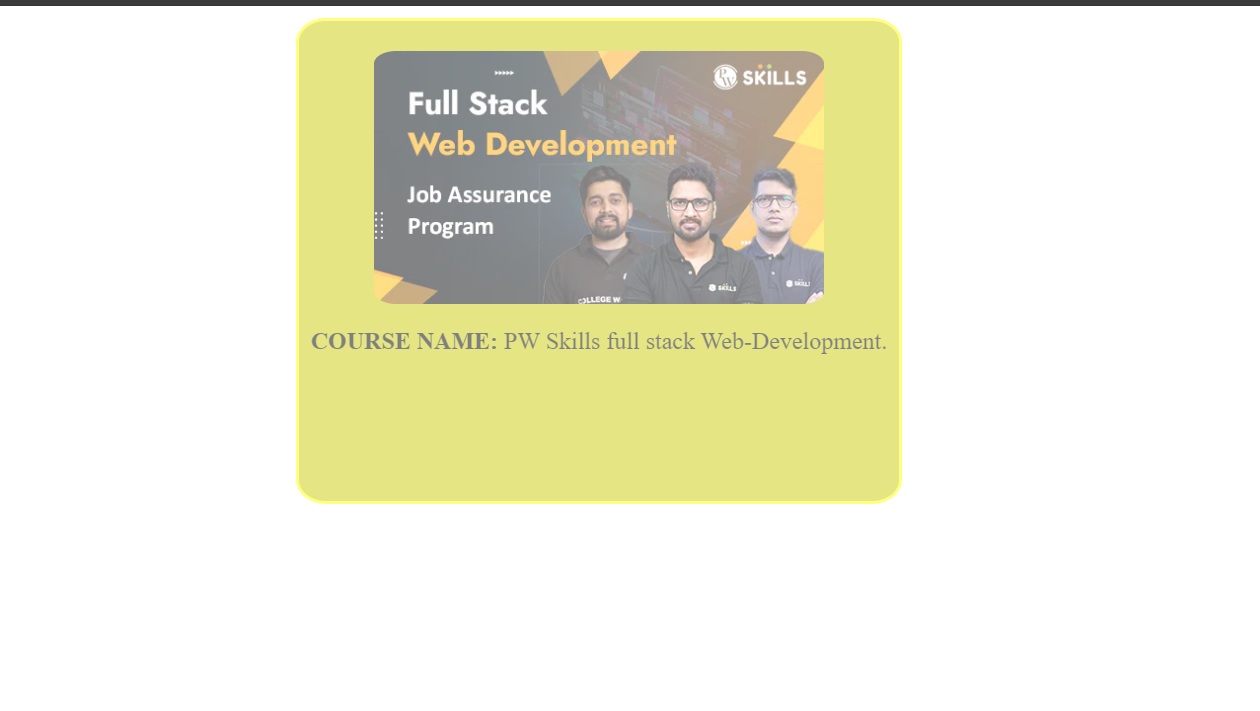 PW SKILLS
Full Stack
Web Development
Job Assurance
Program
COLLEGE W
SKILLS
SKILL
COURSE NAME: PW Skills full stack Web-Development.